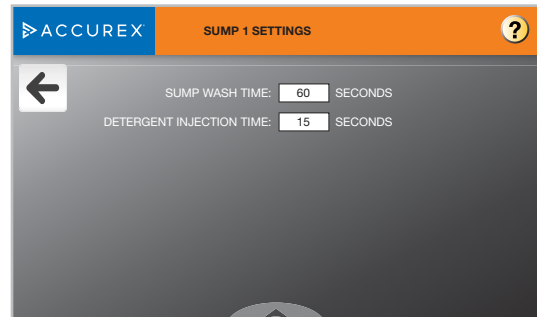 ACCUREX
SUMP 1 SETTINGS
?
SUMP WASH TIME: 60 SECONDS
DETERGENT INJECTION TIME: 15 SECONDS